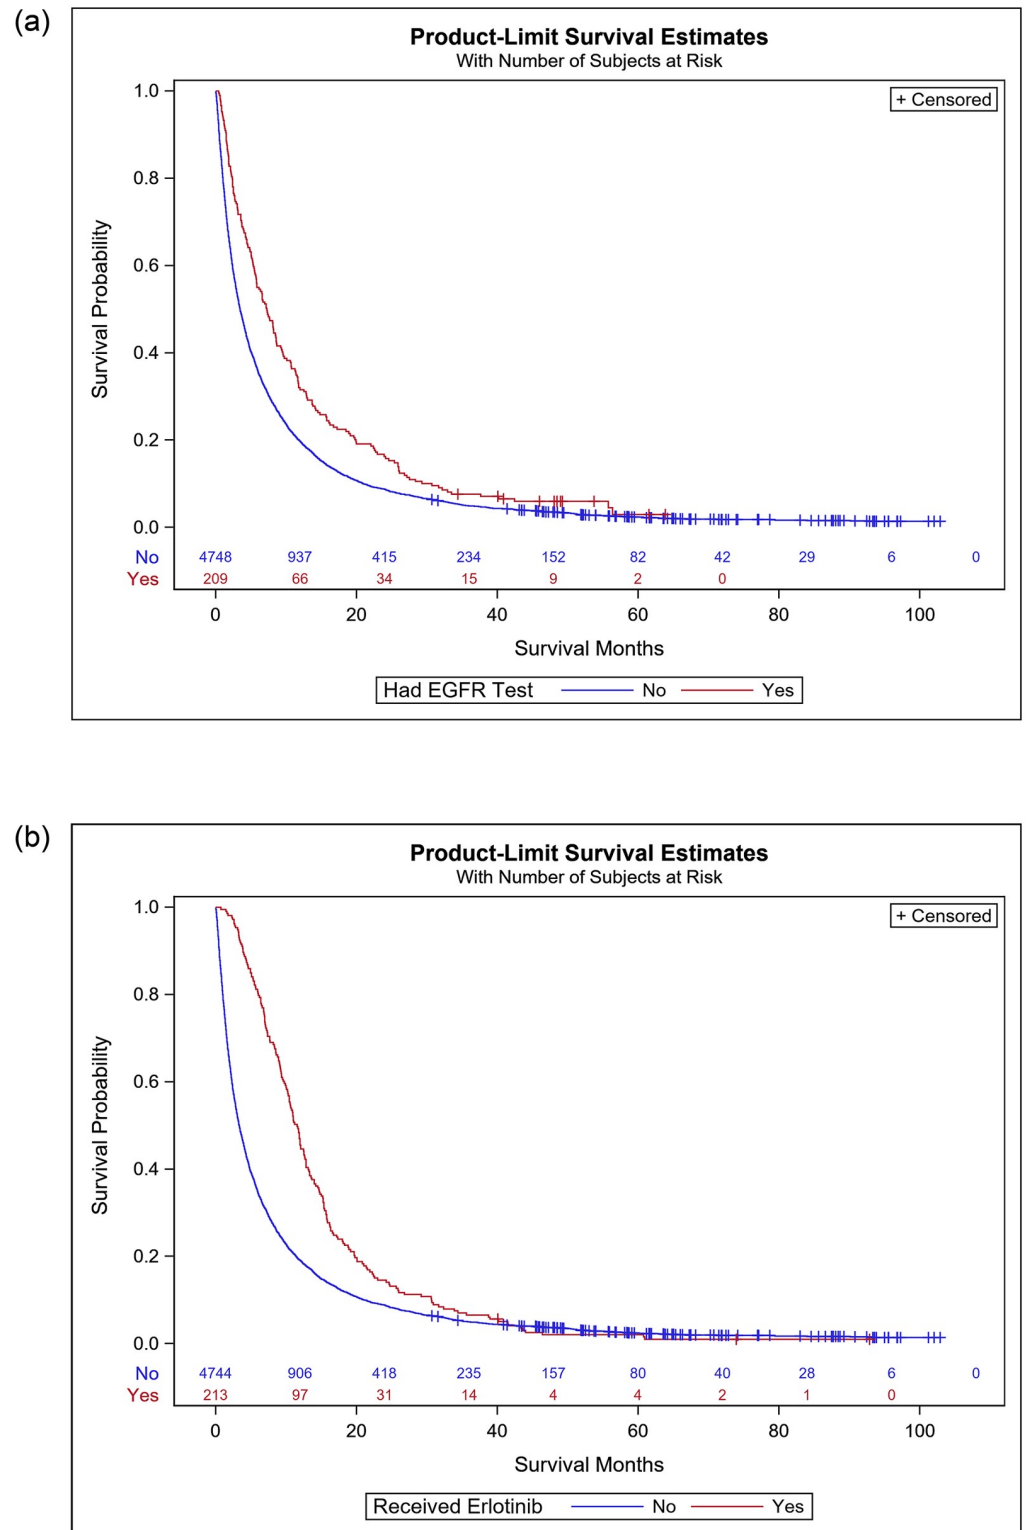 (a)
Product-Limit Survival Estimates
With Number of Subjects at Risk
+ Censored
Survival Probability
1.0
0.8
0.6
0.4
0.2
0.0
No 4748 937 415 234 152 82 42 29 6 0
Yes 209 66 34 15 9 2 0
0 20 40 60 80 100
Survival Months
Had EGFR Test No Yes
(b)
Product-Limit Survival Estimates
With Number of Subjects at Risk
+ Censored
Survival Probability
1.0
0.8
0.6
0.4
0.2
0.0
No 4744 906 418 235 157 80 40 28 6 0
Yes 213 97 31 14 4 4 2 1 0
0 20 40 60 80 100
Survival Months
Received Erlotinib No Yes